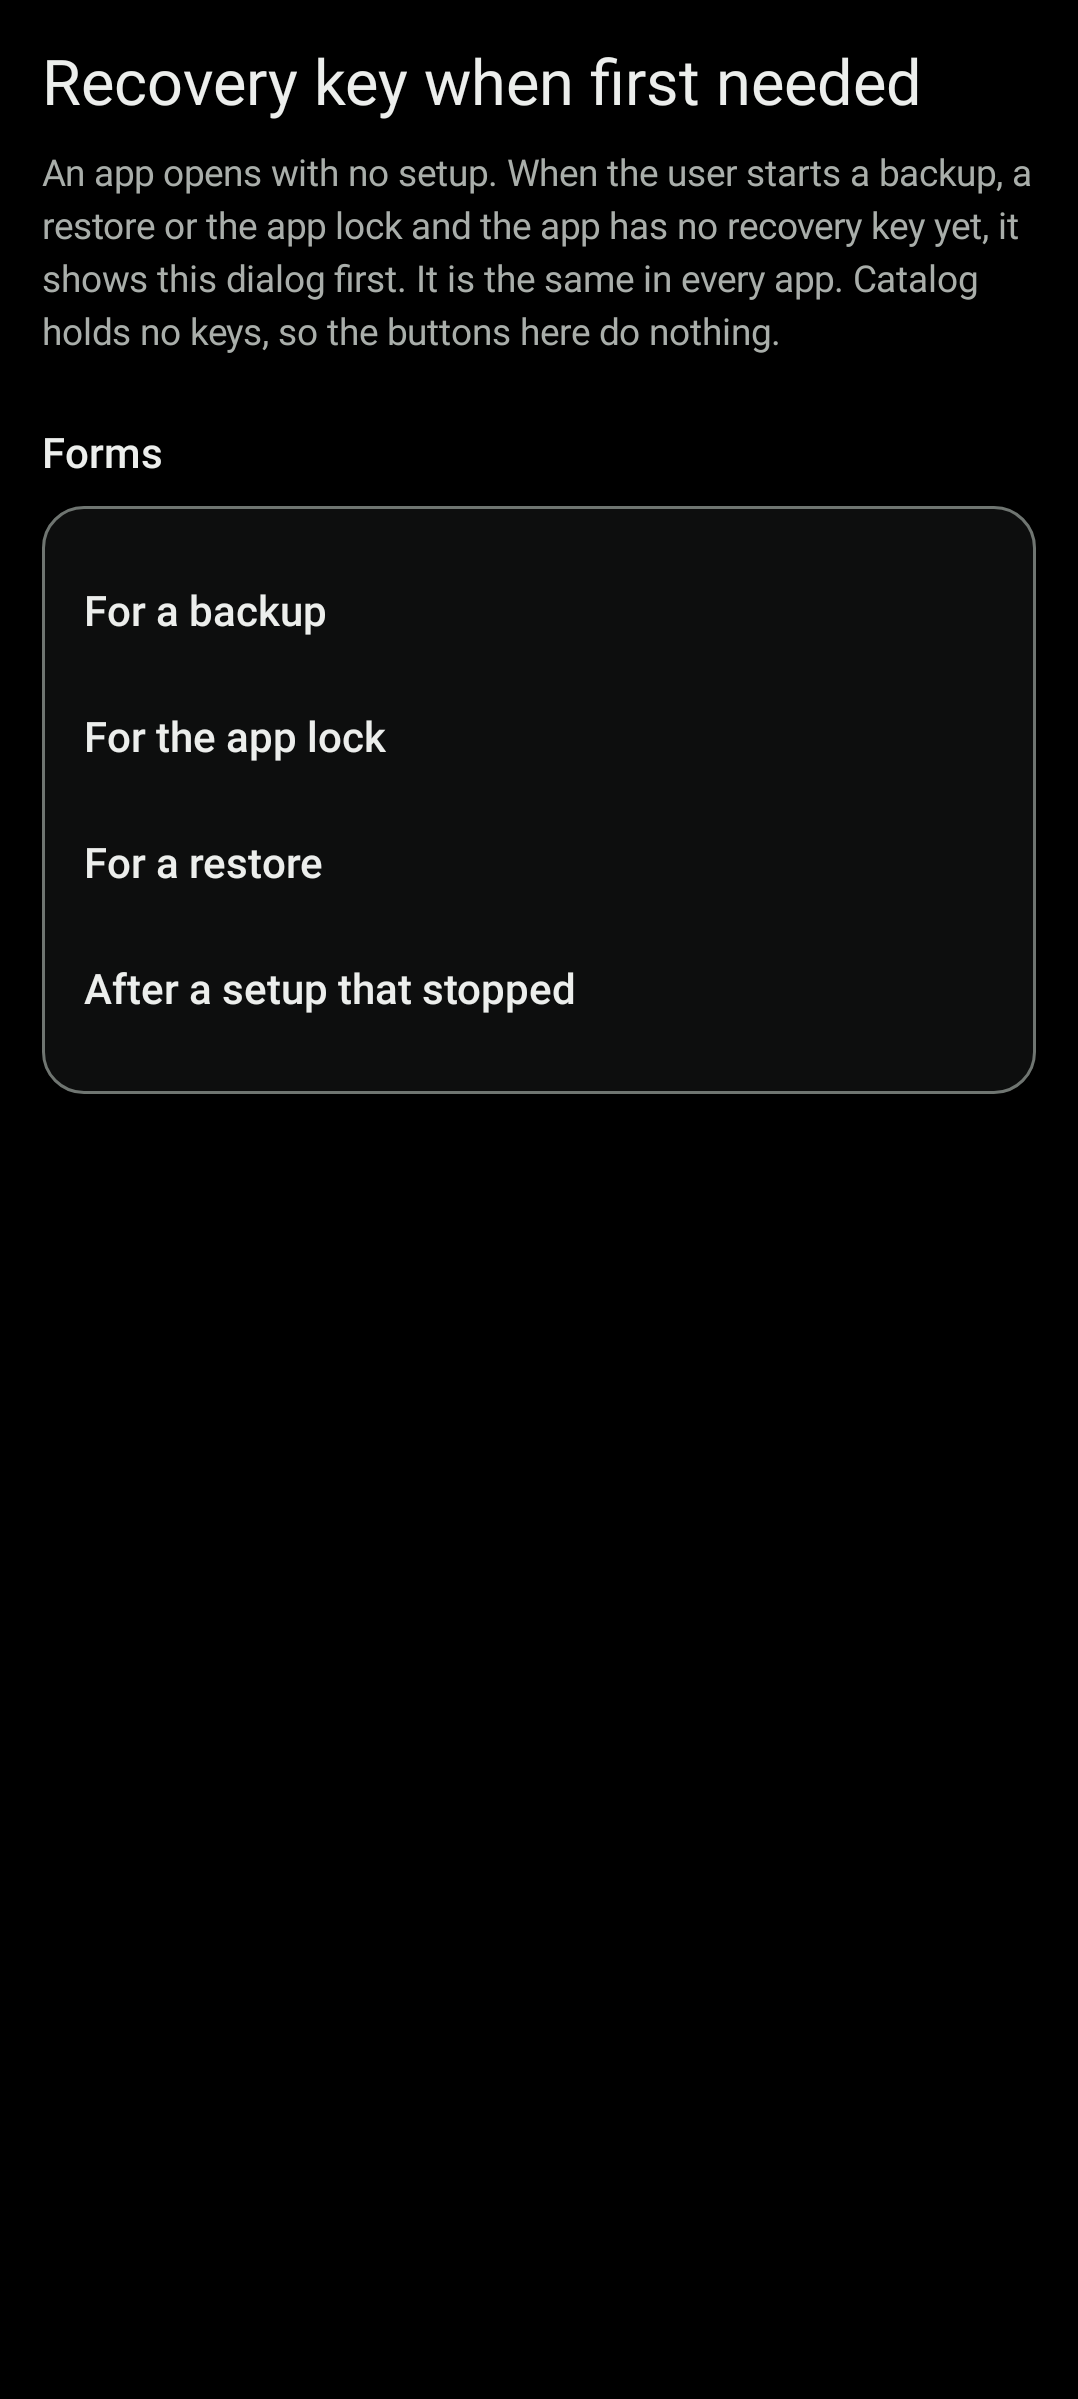 Recovery key when first needed
An app opens with no setup. When the user starts a backup, a
restore or the app lock and the app has no recovery key yet, it
shows this dialog first. It is the same in every app. Catalog
holds no keys, so the buttons here do nothing.
Forms
For a backup
For the app lock
For a restore
After a setup that stopped